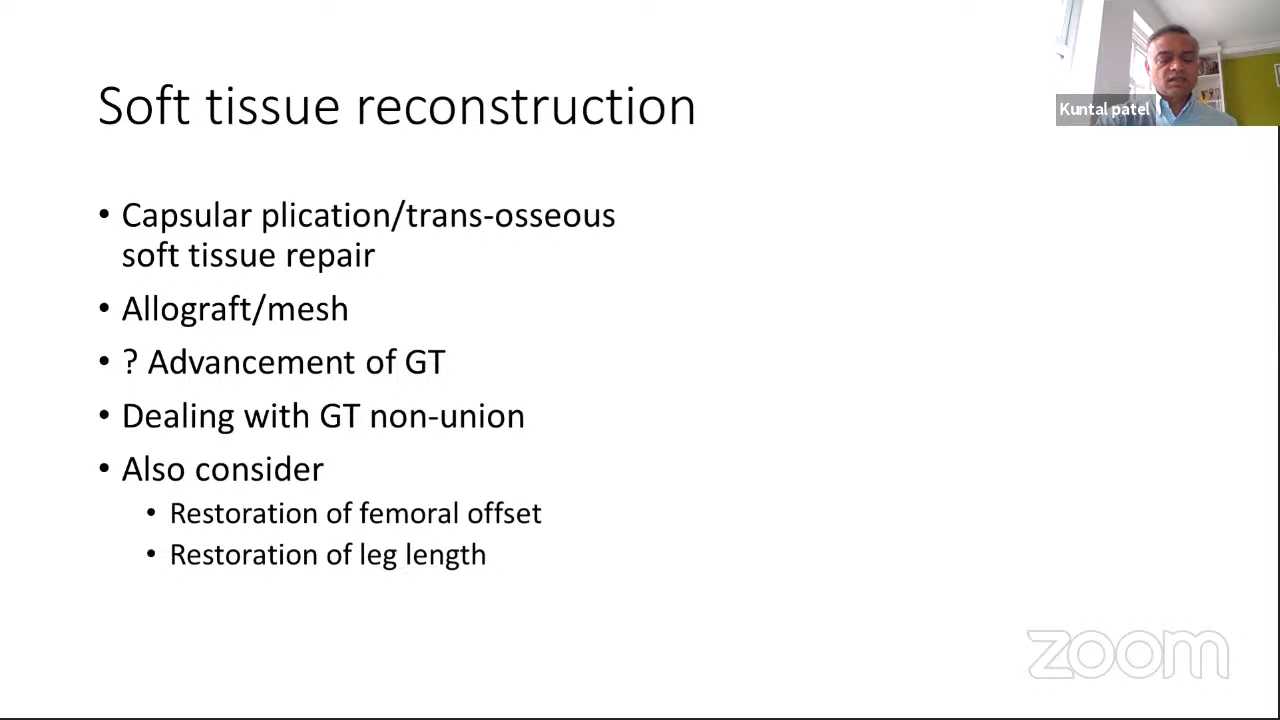 Soft tissue reconstruction
Kuntal patel
• Capsular plication/trans-osseous
soft tissue repair
• Allograft/mesh
• ? Advancement of GT
• Dealing with GT non-union
• Also consider
• Restoration of femoral offset
• Restoration of leg length
zoom